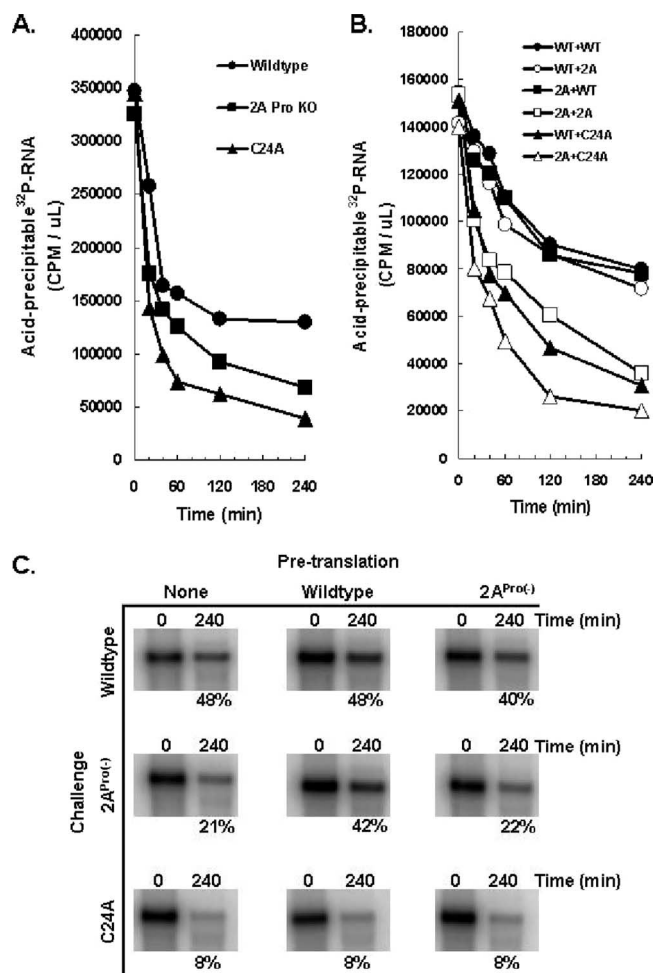 A.
350000
400000
300000
250000
200000
150000
100000
50000
0
Acid-precipitable ³²P-RNA
(CPM / uL)
0 60 120 180 240
Time (min)
Wildtype
2A Pro KO
C24A
B.
180000
160000
140000
120000
100000
80000
60000
40000
20000
0
Acid-precipitable ³²P-RNA
(CPM / uL)
0 60 120 180 240
Time (min)
WT+WT
WT+2A
2A+WT
2A+2A
WT+C24A
2A+C24A
C.
Pre-translation
None Wildtype 2A^Pro(-)
Challenge
Wildtype
0 240 0 240 0 240 Time (min)
48% 48% 40%
2A^Pro(-)
0 240 0 240 0 240 Time (min)
21% 42% 22%
C24A
0 240 0 240 0 240 Time (min)
8% 8% 8%